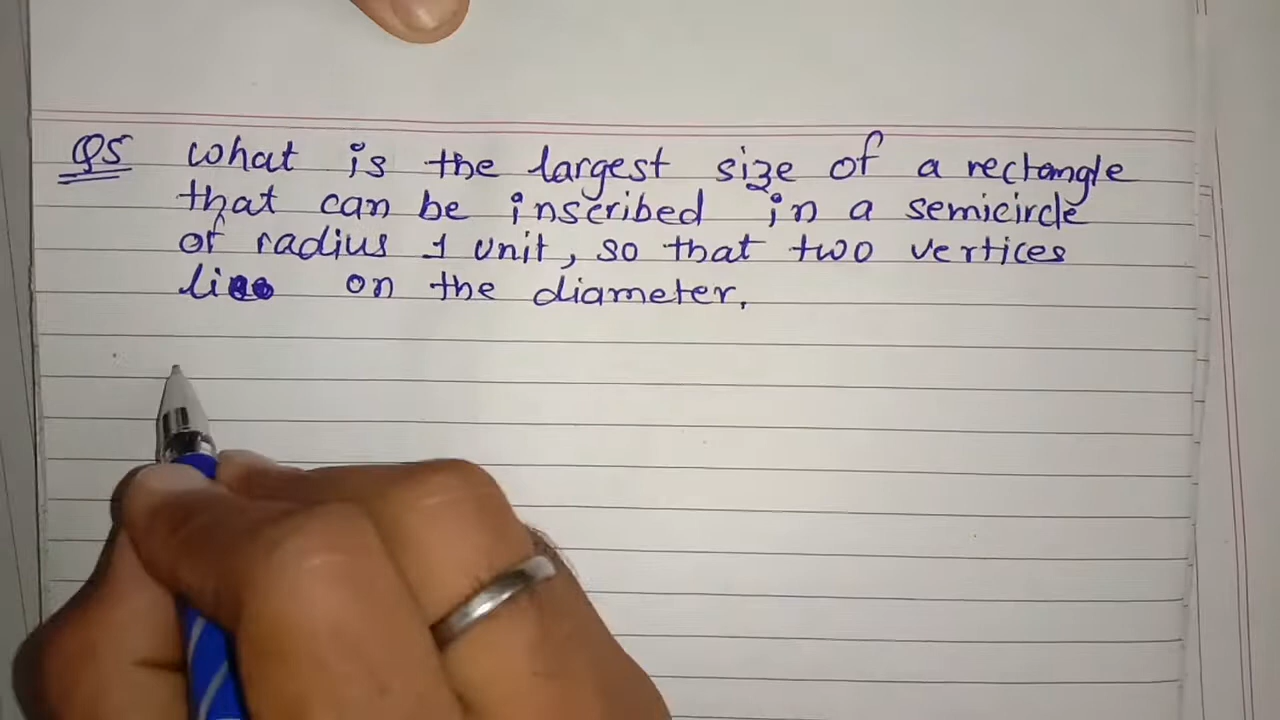 Q5 What is the largest size of a rectangle
that can be inscribed in a semicircle
of radius 1 unit, so that two vertices
lie on the diameter.